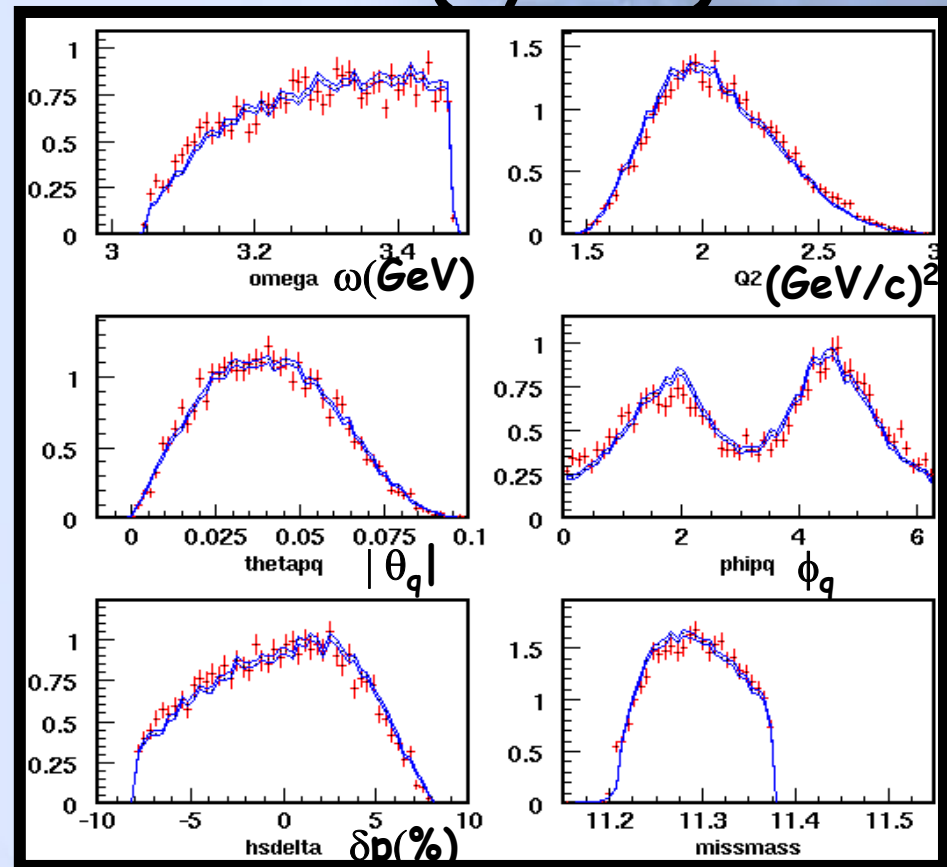 1
0.75
0.5
0.25
0
3 3.2 3.4
omega ω(GeV)
1.5
1
0.5
0
1.5 2 2.5 3
Q2 (GeV/c)2
1
0.5
0
0 0.025 0.05 0.075 0.1
thetapq |θq|
1
0.75
0.5
0.25
0
0 2 4 6
phipq ϕq
1
0.75
0.5
0.25
0
-10 -5 0 5 10
hsdelta δp(%)
1.5
1
0.5
0
11.2 11.3 11.4 11.5
missmass